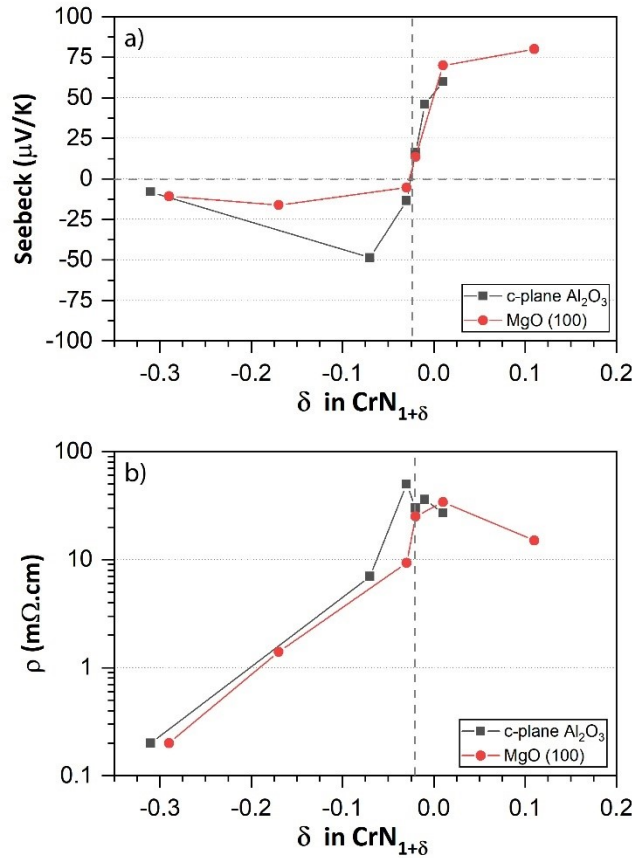 a)
100
75
50
25
0
-25
-50
-75
-100
Seebeck (μV/K)
c-plane Al₂O₃
MgO (100)
-0.3 -0.2 -0.1 0.0 0.1 0.2
δ in CrN₁₊δ
b)
100
10
1
0.1
ρ (mΩ.cm)
c-plane Al₂O₃
MgO (100)
-0.3 -0.2 -0.1 0.0 0.1 0.2
δ in CrN₁₊δ